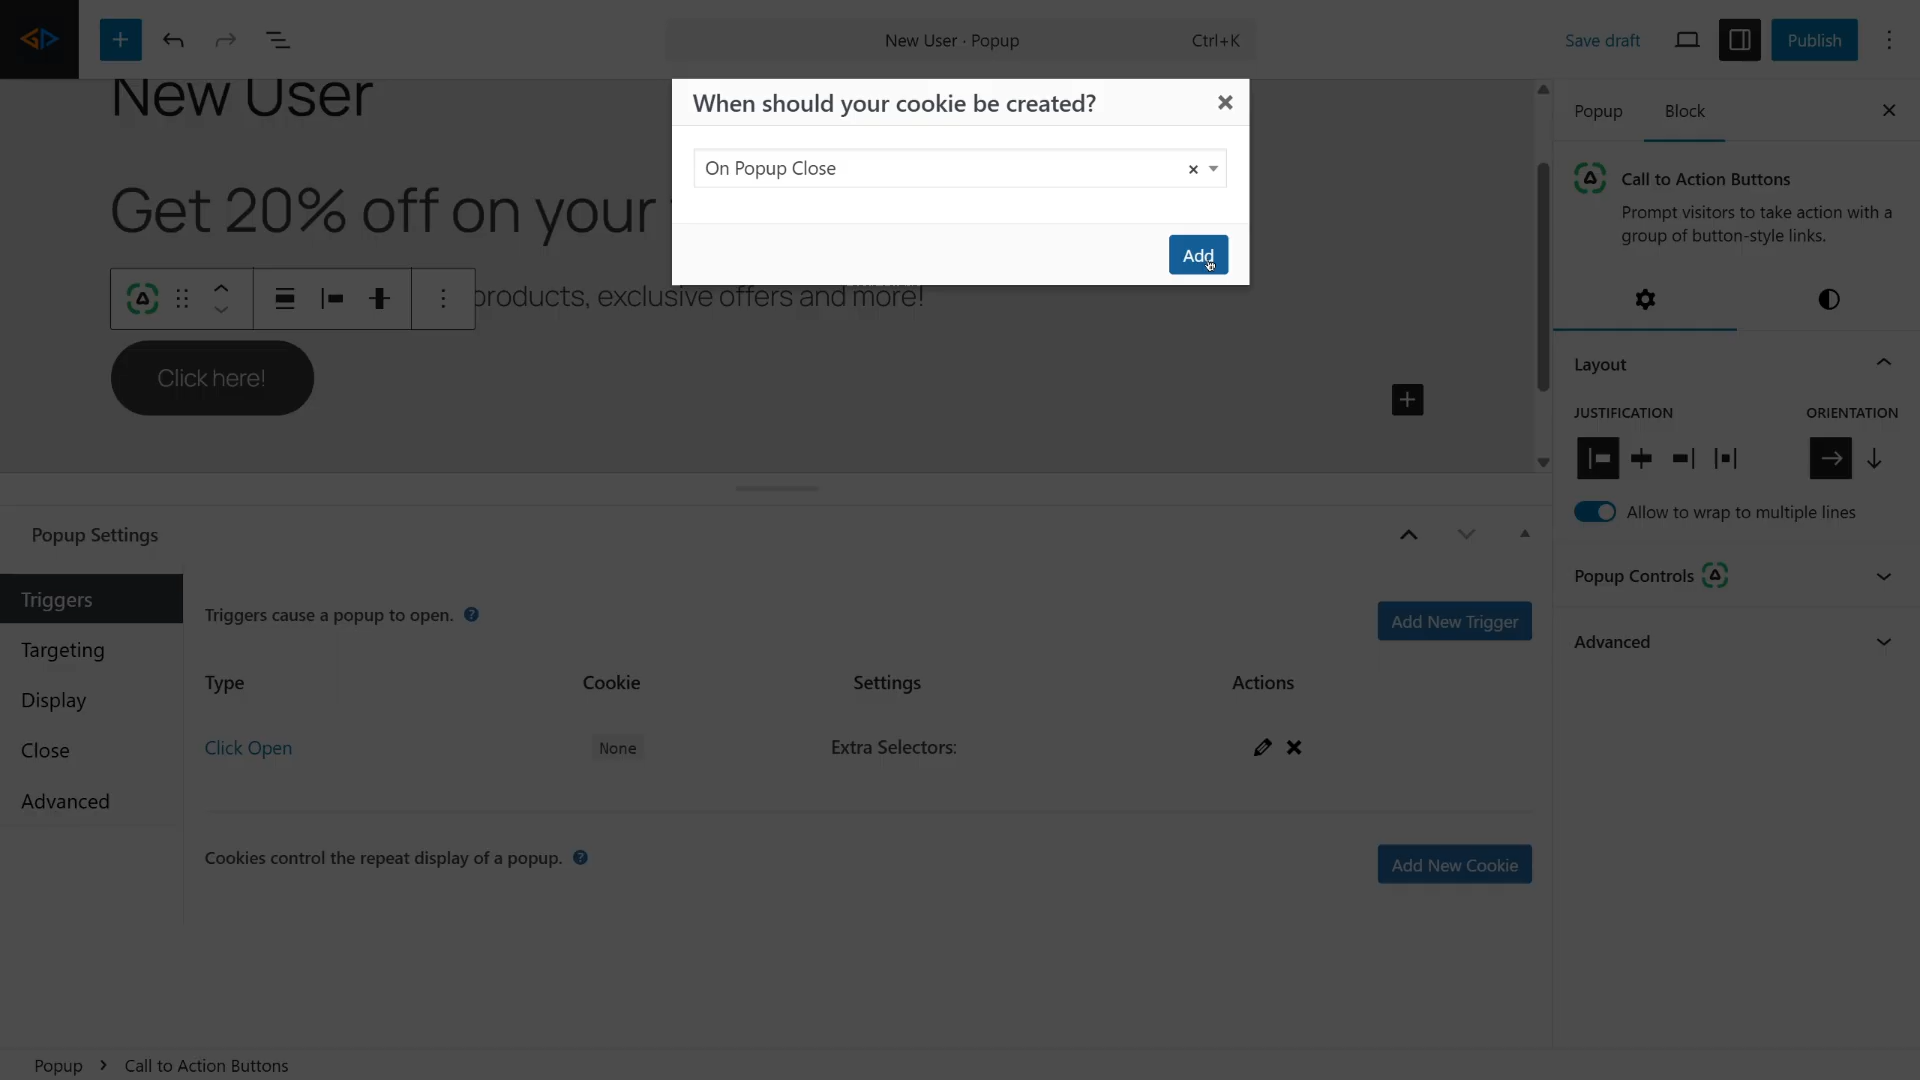 New User · Popup
Ctrl+K
Save draft
Publish
New User
When should your cookie be created?
On Popup Close
Add
Get 20% off on your
products, exclusive offers and more!
Click here!
Popup
Block
Call to Action Buttons
Prompt visitors to take action with a
group of button-style links.
Layout
JUSTIFICATION
ORIENTATION
Allow to wrap to multiple lines
Popup Controls
Advanced
Popup Settings
Triggers
Targeting
Display
Close
Advanced
Triggers cause a popup to open.
Add New Trigger
Type
Cookie
Settings
Actions
Click Open
None
Extra Selectors:
Cookies control the repeat display of a popup.
Add New Cookie
Popup
Call to Action Buttons